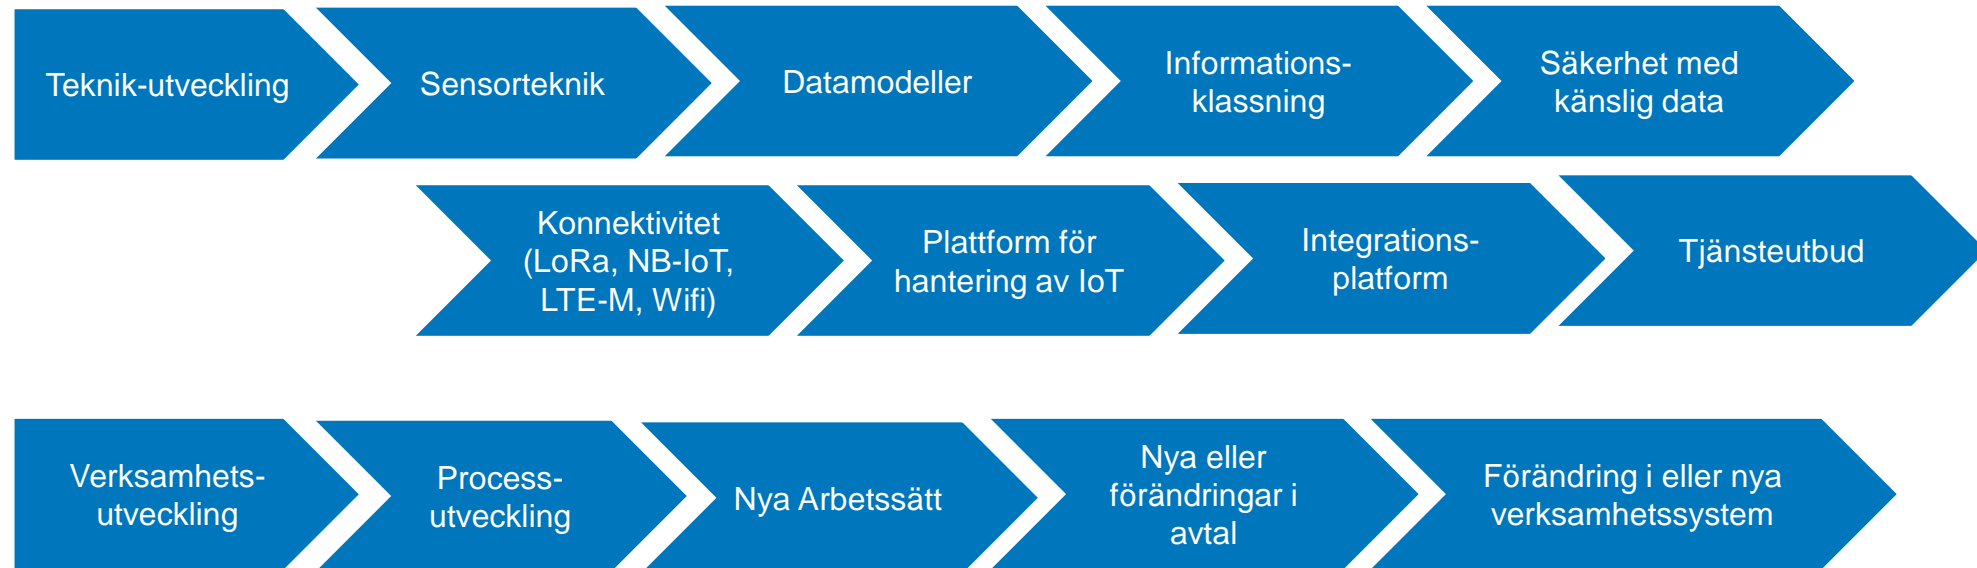 Teknik-utveckling
Sensorteknik
Datamodeller
Informations-
klassning
Säkerhet med
känslig data
Konnektivitet
(LoRa, NB-IoT,
LTE-M, Wifi)
Plattform för
hantering av IoT
Integrations-
platform
Tjänsteutbud
Verksamhets-
utveckling
Process-
utveckling
Nya Arbetssätt
Nya eller
förändringar i
avtal
Förändring i eller nya
verksamhetssystem